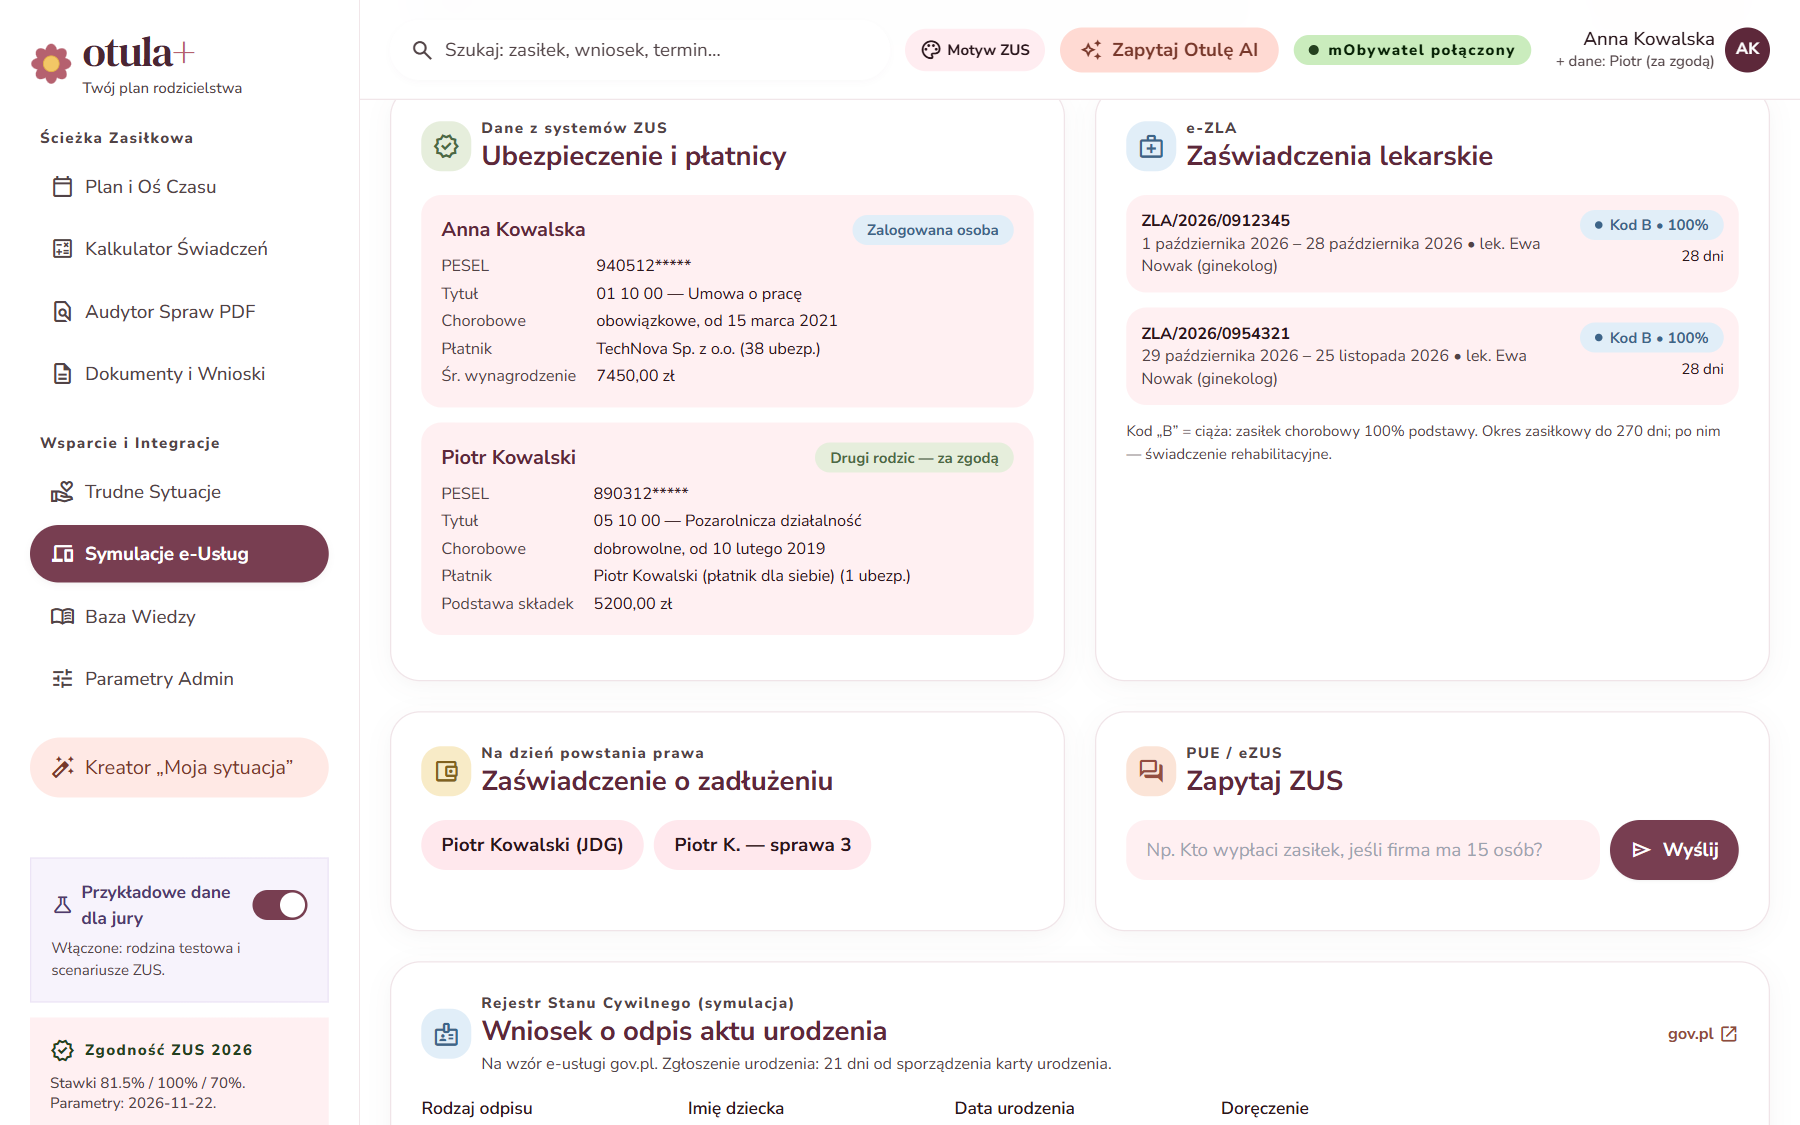 otula+
Twój plan rodzicielstwa
Ścieżka Zasiłkowa
Plan i Oś Czasu
Kalkulator Świadczeń
Audytor Spraw PDF
Dokumenty i Wnioski
Wsparcie i Integracje
Trudne Sytuacje
Symulacje e-Usług
Baza Wiedzy
Parametry Admin
Kreator „Moja sytuacja”
Przykładowe dane
dla jury
Włączone: rodzina testowa i
scenariusze ZUS.
Zgodność ZUS 2026
Stawki 81.5% / 100% / 70%.
Parametry: 2026-11-22.
Szukaj: zasiłek, wniosek, termin...
Motyw ZUS
Zapytaj Otulę AI
● mObywatel połączony
Anna Kowalska
+ dane: Piotr (za zgodą)
AK
Dane z systemów ZUS
Ubezpieczenie i płatnicy
Anna Kowalska
Zalogowana osoba
PESEL 940512*****
Tytuł 01 10 00 — Umowa o pracę
Chorobowe obowiązkowe, od 15 marca 2021
Płatnik TechNova Sp. z o.o. (38 ubezp.)
Śr. wynagrodzenie 7450,00 zł
Piotr Kowalski
Drugi rodzic — za zgodą
PESEL 890312*****
Tytuł 05 10 00 — Pozarolnicza działalność
Chorobowe dobrowolne, od 10 lutego 2019
Płatnik Piotr Kowalski (płatnik dla siebie) (1 ubezp.)
Podstawa składek 5200,00 zł
e-ZLA
Zaświadczenia lekarskie
ZLA/2026/0912345
1 października 2026 – 28 października 2026 • lek. Ewa
Nowak (ginekolog)
● Kod B • 100%
28 dni
ZLA/2026/0954321
29 października 2026 – 25 listopada 2026 • lek. Ewa
Nowak (ginekolog)
● Kod B • 100%
28 dni
Kod „B” = ciąża: zasiłek chorobowy 100% podstawy. Okres zasiłkowy do 270 dni; po nim
— świadczenie rehabilitacyjne.
Na dzień powstania prawa
Zaświadczenie o zadłużeniu
Piotr Kowalski (JDG)
Piotr K. — sprawa 3
PUE / eZUS
Zapytaj ZUS
Np. Kto wypłaci zasiłek, jeśli firma ma 15 osób?
Wyślij
Rejestr Stanu Cywilnego (symulacja)
Wniosek o odpis aktu urodzenia
Na wzór e-usługi gov.pl. Zgłoszenie urodzenia: 21 dni od sporządzenia karty urodzenia.
gov.pl
Rodzaj odpisu
Imię dziecka
Data urodzenia
Doręczenie